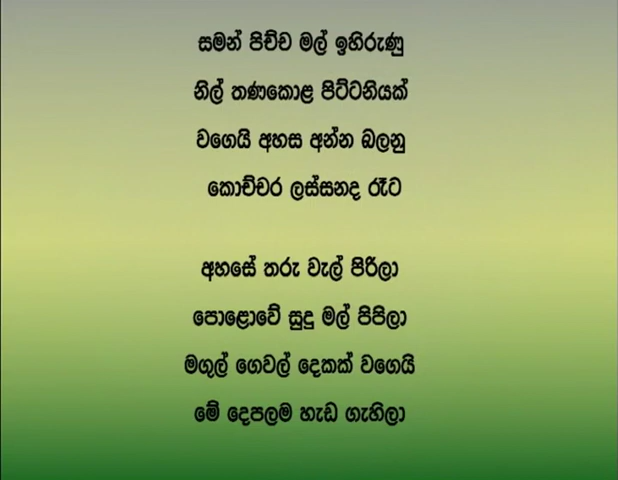 සමන් පිච්ච මල් ඉහිරුණු
නිල් තණකොළ පිට්ටනියක්
වගෙයි අහස අන්න බලනු
කොච්චර ලස්සනද රෑට
අහසේ තරු වැල් පිරිලා
පොළොවේ සුදු මල් පිපිලා
මගුල් ගෙවල් දෙකක් වගෙයි
මේ දෙපලම හැඩ ගැහිලා